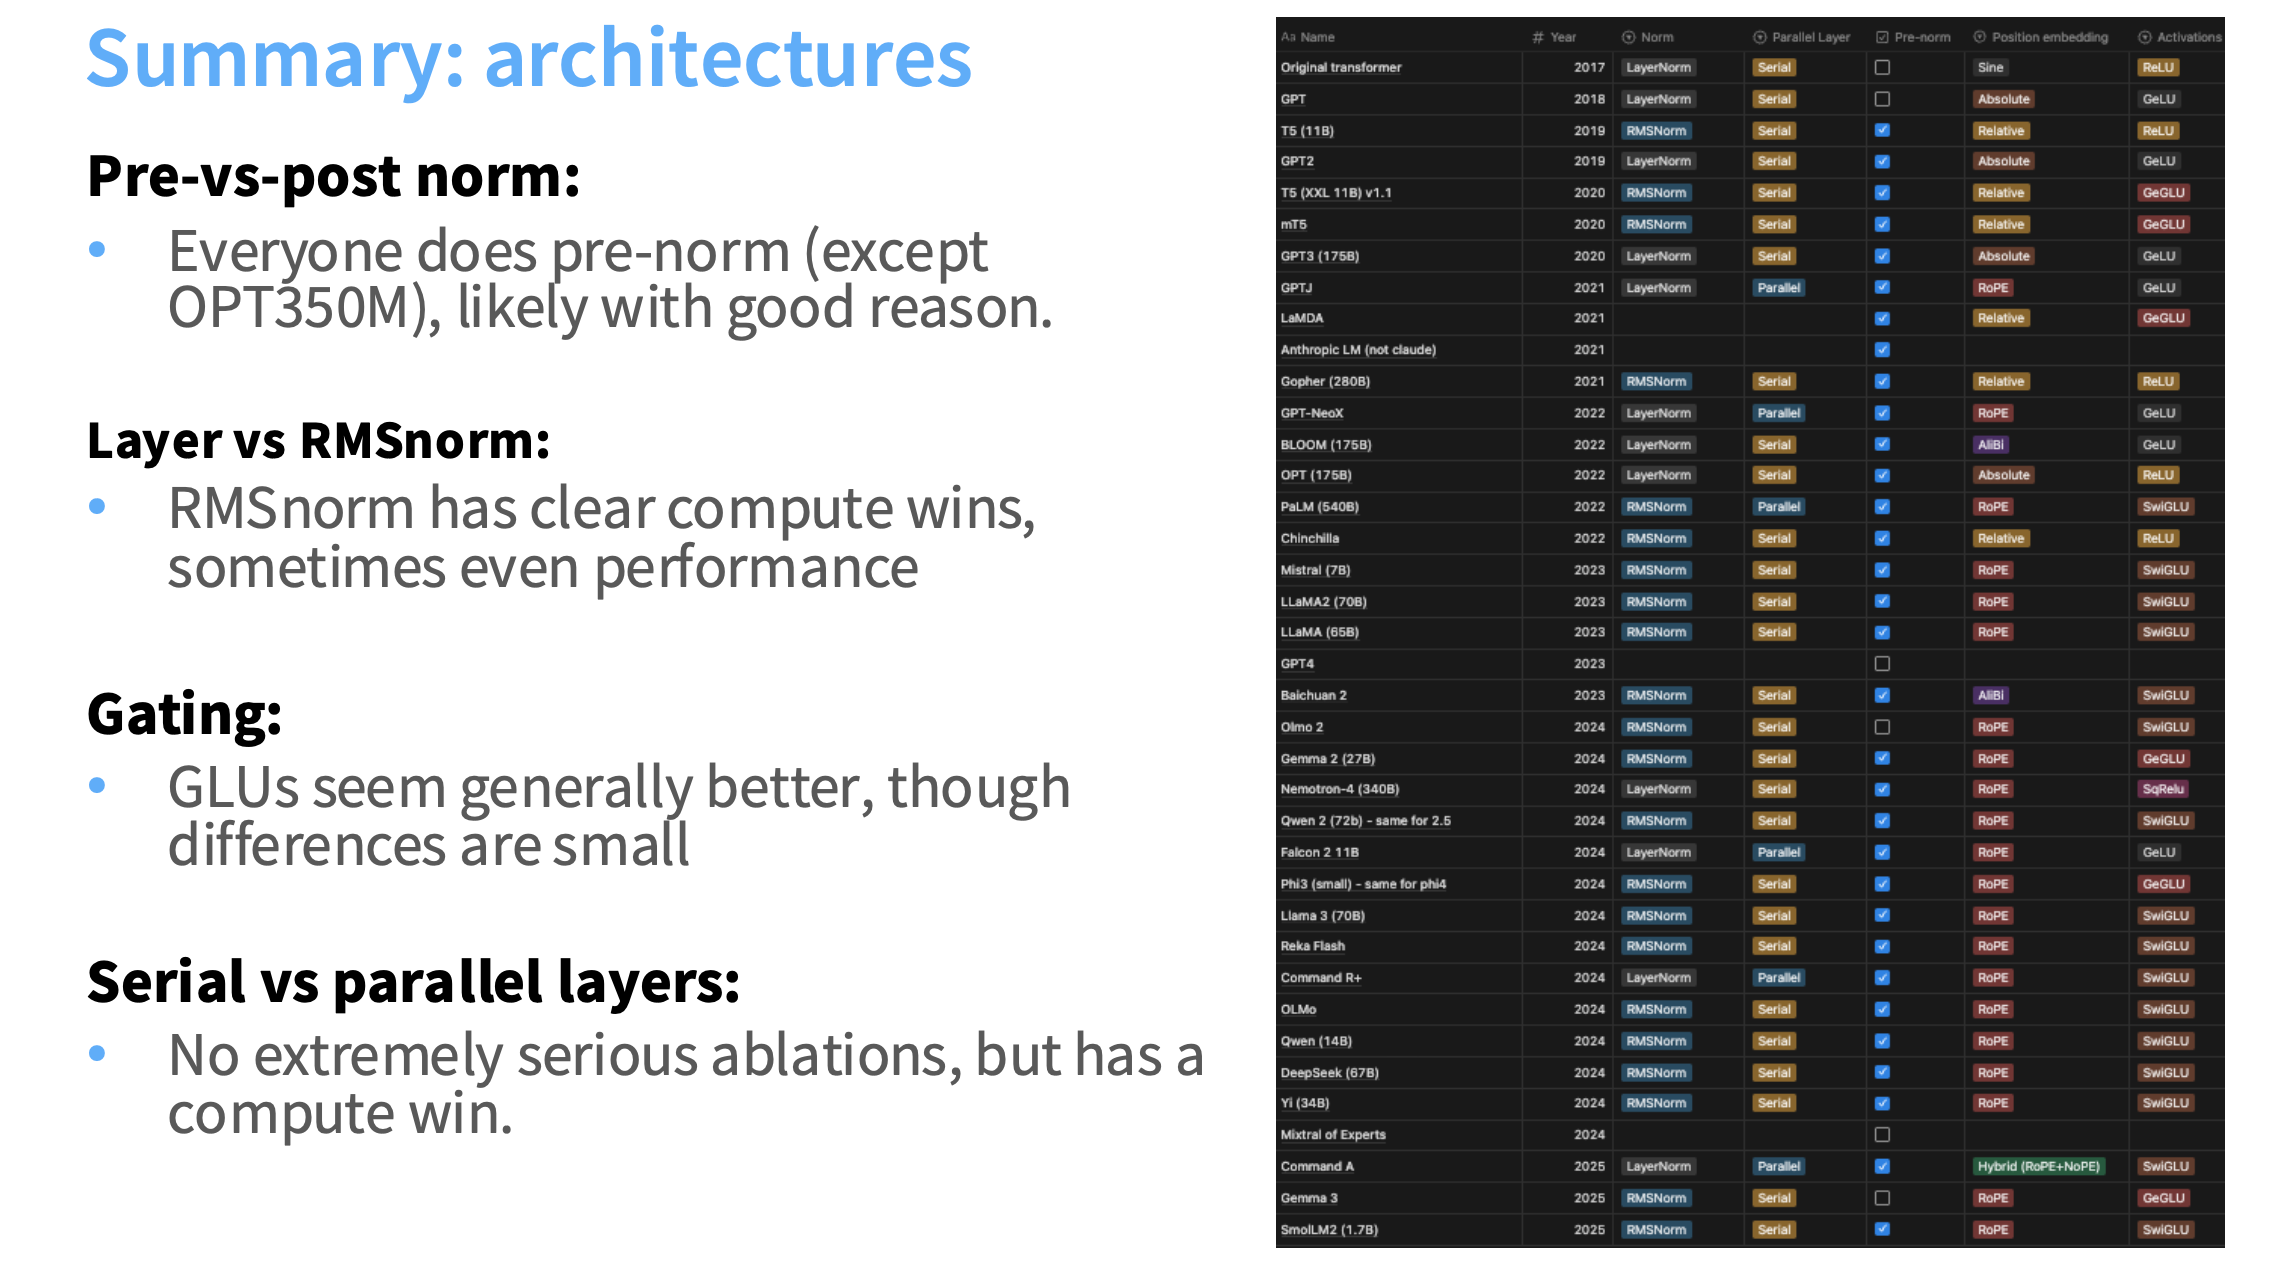 Summary: architectures
Pre-vs-post norm:
• Everyone does pre-norm (except
OPT350M), likely with good reason.
Layer vs RMSnorm:
• RMSnorm has clear compute wins,
sometimes even performance
Gating:
• GLUs seem generally better, though
differences are small
Serial vs parallel layers:
• No extremely serious ablations, but has a
compute win.
Aa Name # Year Norm Parallel Layer Pre-norm Position embedding Activations
Original transformer 2017 LayerNorm Serial Sine ReLU
GPT 2018 LayerNorm Serial Absolute GeLU
T5 (11B) 2019 RMSNorm Serial Relative ReLU
GPT2 2019 LayerNorm Serial Absolute GeLU
T5 (XXL 11B) v1.1 2020 RMSNorm Serial Relative GeGLU
mT5 2020 RMSNorm Serial Relative GeGLU
GPT3 (175B) 2020 LayerNorm Serial Absolute GeLU
GPTJ 2021 LayerNorm Parallel RoPE GeLU
LaMDA 2021 Relative GeGLU
Anthropic LM (not claude) 2021
Gopher (280B) 2021 RMSNorm Serial Relative ReLU
GPT-NeoX 2022 LayerNorm Parallel RoPE GeLU
BLOOM (175B) 2022 LayerNorm Serial AliBi GeLU
OPT (175B) 2022 LayerNorm Serial Absolute ReLU
PaLM (540B) 2022 RMSNorm Parallel RoPE SwiGLU
Chinchilla 2022 RMSNorm Serial Relative ReLU
Mistral (7B) 2023 RMSNorm Serial RoPE SwiGLU
LLaMA2 (70B) 2023 RMSNorm Serial RoPE SwiGLU
LLaMA (65B) 2023 RMSNorm Serial RoPE SwiGLU
GPT4 2023
Baichuan 2 2023 RMSNorm Serial AliBi SwiGLU
Olmo 2 2024 RMSNorm Serial RoPE SwiGLU
Gemma 2 (27B) 2024 RMSNorm Serial RoPE GeGLU
Nemotron-4 (340B) 2024 LayerNorm Serial RoPE SqRelu
Qwen 2 (72b) - same for 2.5 2024 RMSNorm Serial RoPE SwiGLU
Falcon 2 11B 2024 LayerNorm Parallel RoPE GeLU
Phi3 (small) - same for phi4 2024 RMSNorm Serial RoPE GeGLU
Llama 3 (70B) 2024 RMSNorm Serial RoPE SwiGLU
Reka Flash 2024 RMSNorm Serial RoPE SwiGLU
Command R+ 2024 LayerNorm Parallel RoPE SwiGLU
OLMo 2024 RMSNorm Serial RoPE SwiGLU
Qwen (14B) 2024 RMSNorm Serial RoPE SwiGLU
DeepSeek (67B) 2024 RMSNorm Serial RoPE SwiGLU
Yi (34B) 2024 RMSNorm Serial RoPE SwiGLU
Mixtral of Experts 2024
Command A 2025 LayerNorm Parallel Hybrid (RoPE+NoPE) SwiGLU
Gemma 3 2025 RMSNorm Serial RoPE GeGLU
SmolLM2 (1.7B) 2025 RMSNorm Serial RoPE SwiGLU